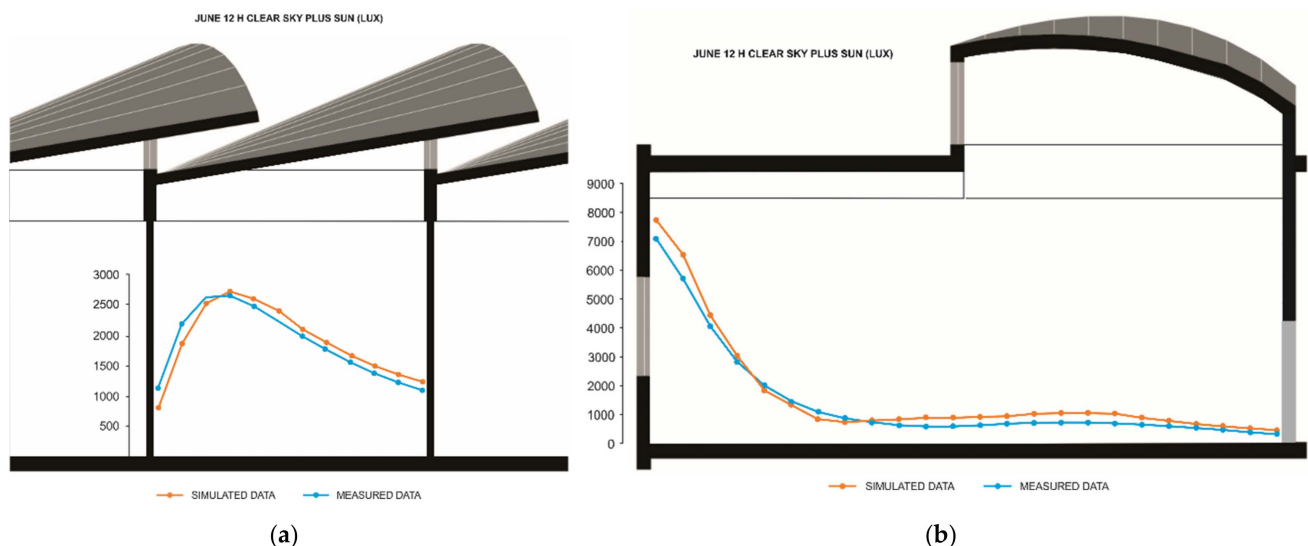 JUNE 12 H CLEAR SKY PLUS SUN (LUX)
3000
2500
2000
1500
1000
500
SIMULATED DATA
MEASURED DATA
(a)
JUNE 12 H CLEAR SKY PLUS SUN (LUX)
9000
8000
7000
6000
5000
4000
3000
2000
1000
0
SIMULATED DATA
MEASURED DATA
(b)